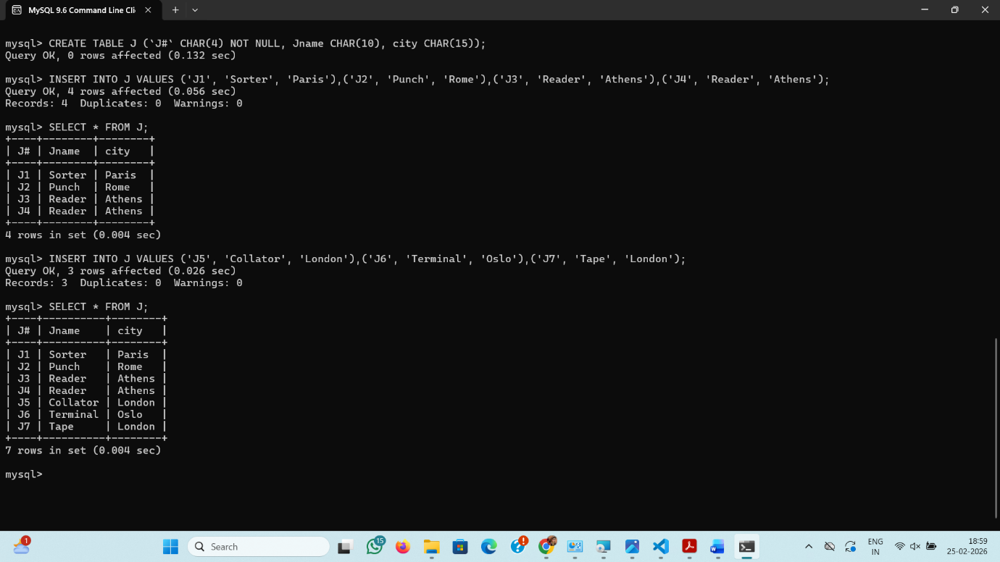 MySQL 9.6 Command Line Cli
mysql> CREATE TABLE J (`J#` CHAR(4) NOT NULL, Jname CHAR(10), city CHAR(15));
Query OK, 0 rows affected (0.132 sec)
mysql> INSERT INTO J VALUES ('J1', 'Sorter', 'Paris'),('J2', 'Punch', 'Rome'),('J3', 'Reader', 'Athens'),('J4', 'Reader', 'Athens');
Query OK, 4 rows affected (0.056 sec)
Records: 4  Duplicates: 0  Warnings: 0
mysql> SELECT * FROM J;
+----+--------+--------+
| J# | Jname  | city   |
+----+--------+--------+
| J1 | Sorter | Paris  |
| J2 | Punch  | Rome   |
| J3 | Reader | Athens |
| J4 | Reader | Athens |
+----+--------+--------+
4 rows in set (0.004 sec)
mysql> INSERT INTO J VALUES ('J5', 'Collator', 'London'),('J6', 'Terminal', 'Oslo'),('J7', 'Tape', 'London');
Query OK, 3 rows affected (0.026 sec)
Records: 3  Duplicates: 0  Warnings: 0
mysql> SELECT * FROM J;
+----+----------+--------+
| J# | Jname    | city   |
+----+----------+--------+
| J1 | Sorter   | Paris  |
| J2 | Punch    | Rome   |
| J3 | Reader   | Athens |
| J4 | Reader   | Athens |
| J5 | Collator | London |
| J6 | Terminal | Oslo   |
| J7 | Tape     | London |
+----+----------+--------+
7 rows in set (0.004 sec)
mysql>
1
Search
15
ENG
IN
18:59
25-02-2026